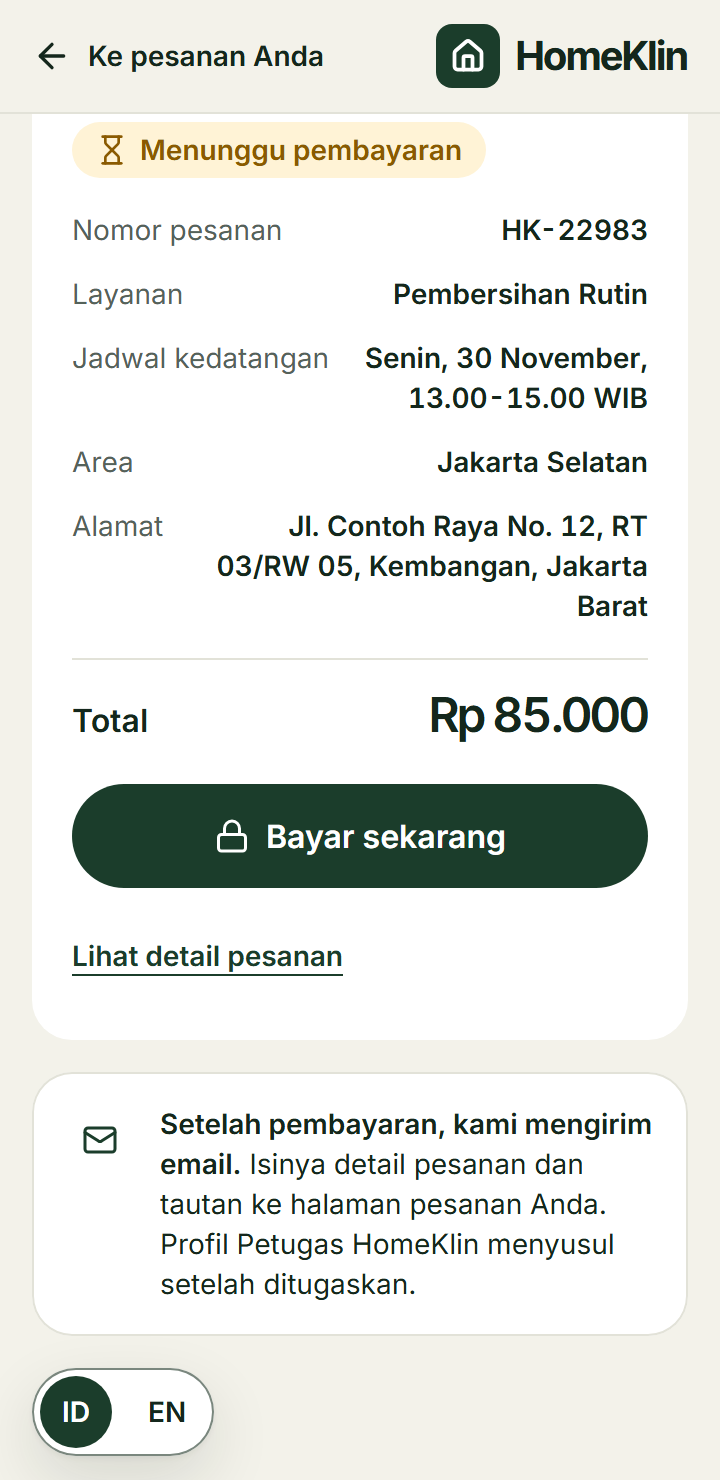 Ke pesanan Anda
HomeKlin
Menunggu pembayaran
Nomor pesanan HK-22983
Layanan Pembersihan Rutin
Jadwal kedatangan Senin, 30 November,
13.00-15.00 WIB
Area Jakarta Selatan
Alamat Jl. Contoh Raya No. 12, RT
03/RW 05, Kembangan, Jakarta
Barat
Total Rp 85.000
Bayar sekarang
Lihat detail pesanan
Setelah pembayaran, kami mengirim
email. Isinya detail pesanan dan
tautan ke halaman pesanan Anda.
Profil Petugas HomeKlin menyusul
setelah ditugaskan.
ID EN